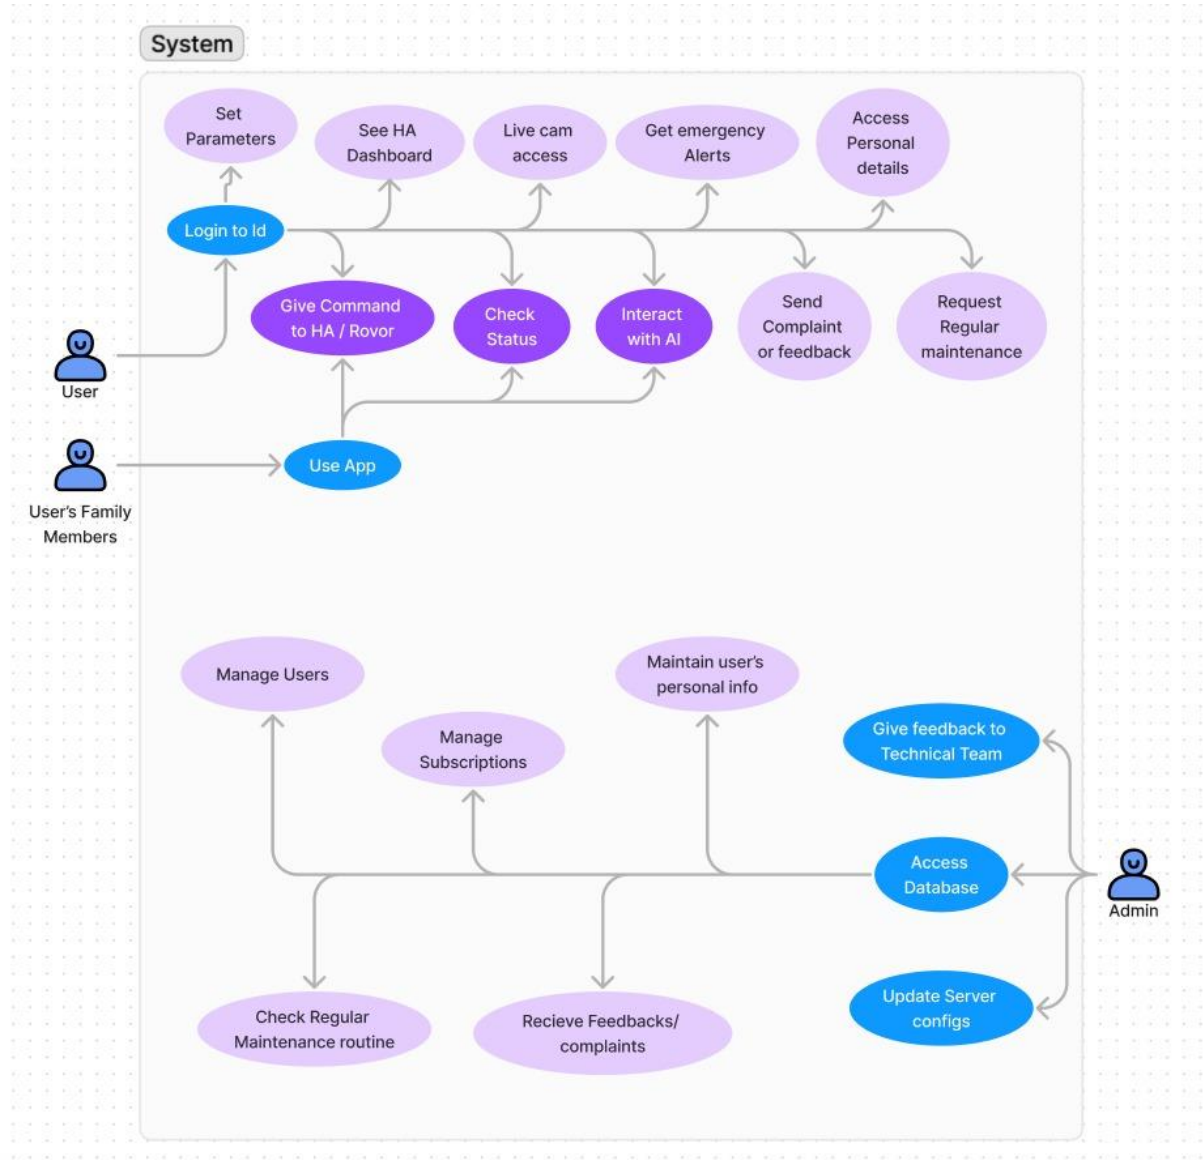 System
Set
Parameters
See HA
Dashboard
Live cam
access
Get emergency
Alerts
Access
Personal
details
Login to Id
Give Command
to HA / Rovor
Check
Status
Interact
with AI
Send
Complaint
or feedback
Request
Regular
maintenance
User
Use App
User's Family
Members
Manage Users
Maintain user's
personal info
Manage
Subscriptions
Give feedback to
Technical Team
Access
Database
Admin
Update Server
configs
Check Regular
Maintenance routine
Recieve Feedbacks/
complaints